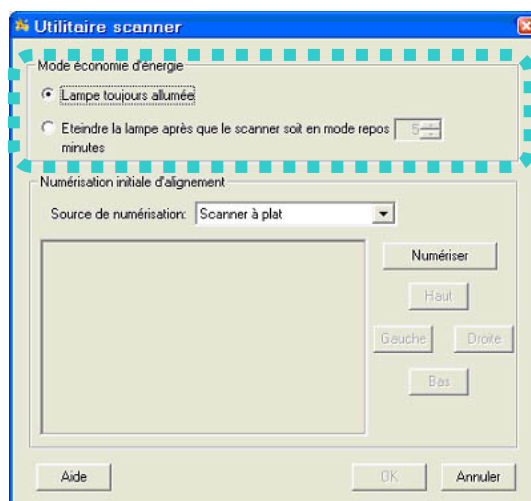 Utilitaire scanner
Mode économie d'énergie
Lampe toujours allumée
Eteindre la lampe après que le scanner soit en mode repos 5
minutes
Numérisation initiale d'alignement
Source de numérisation: Scanner à plat
Numériser
Haut
Gauche Droite
Bas
Aide OK Annuler